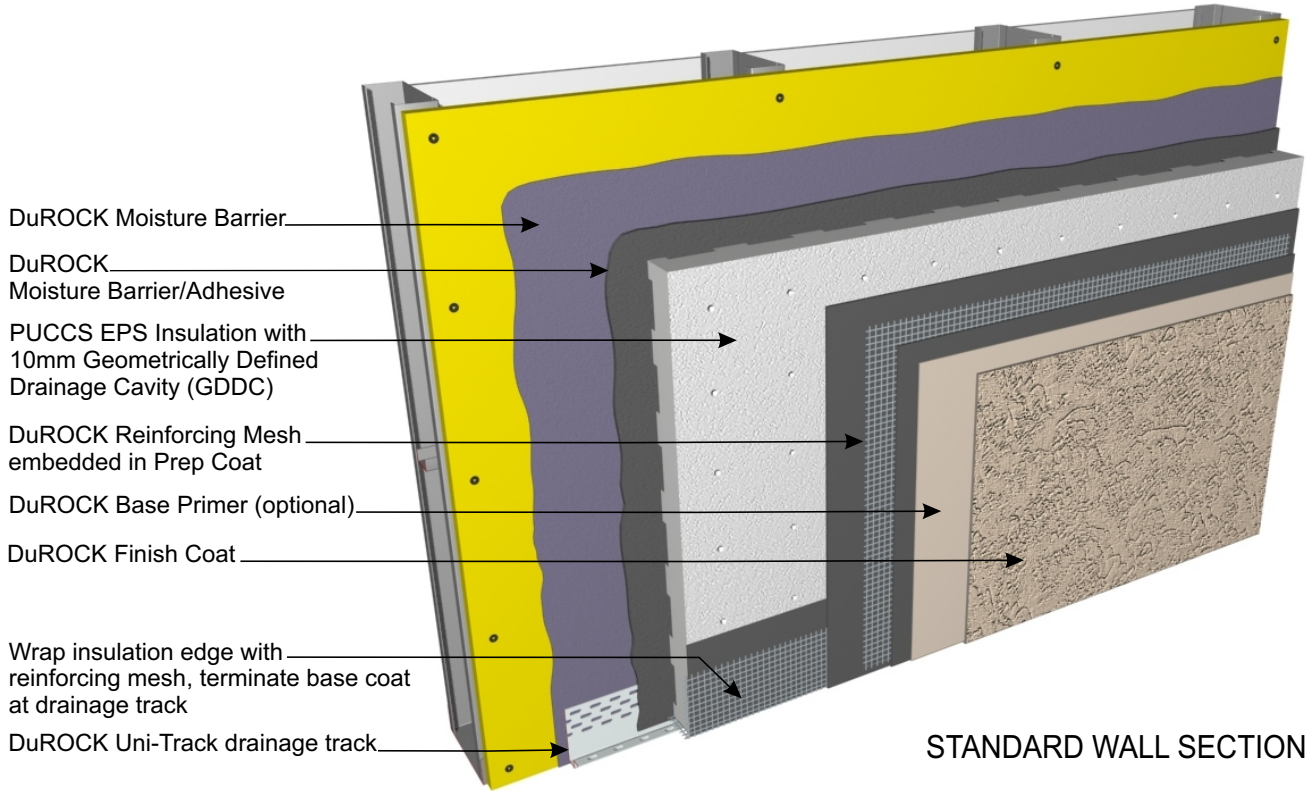 DuROCK Moisture Barrier
DuROCK
Moisture Barrier/Adhesive
PUCCS EPS Insulation with
10mm Geometrically Defined
Drainage Cavity (GDDC)
DuROCK Reinforcing Mesh
embedded in Prep Coat
DuROCK Base Primer (optional)
DuROCK Finish Coat
Wrap insulation edge with
reinforcing mesh, terminate base coat
at drainage track
DuROCK Uni-Track drainage track
STANDARD WALL SECTION